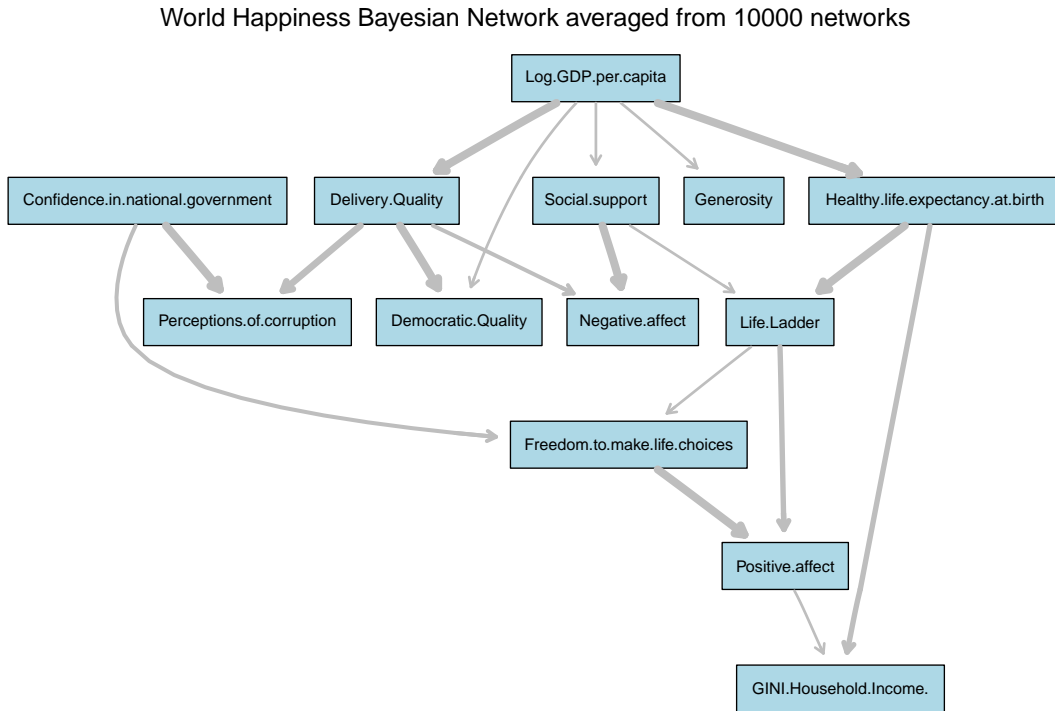 World Happiness Bayesian Network averaged from 10000 networks
Log.GDP.per.capita
Confidence.in.national.government
Delivery.Quality
Social.support
Generosity
Healthy.life.expectancy.at.birth
Perceptions.of.corruption
Democratic.Quality
Negative.affect
Life.Ladder
Freedom.to.make.life.choices
Positive.affect
GINI.Household.Income.